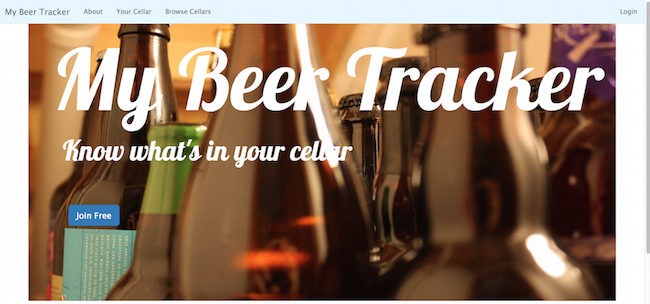 My Beer Tracker About Your Cellar Browse Cellars Login
My Beer Tracker
Know what's in your cellar
Join Free